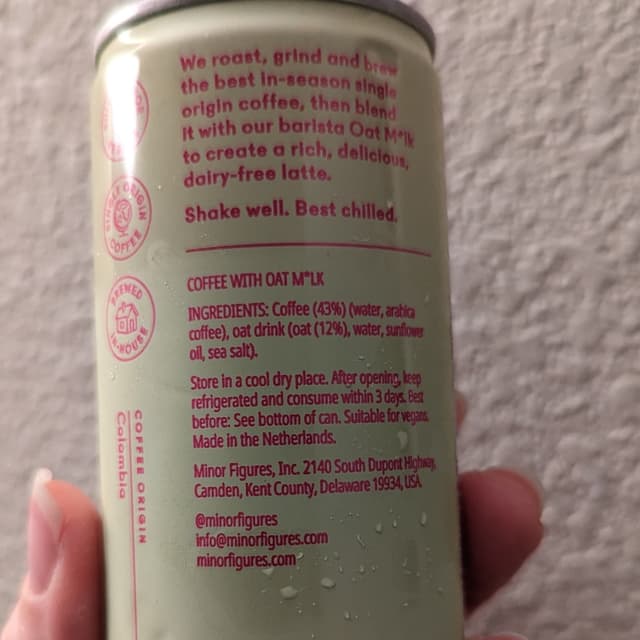 We roast, grind and brew
the best in-season single
origin coffee, then blend
it with our barista Oat M*lk
to create a rich, delicious,
dairy-free latte.
Shake well. Best chilled.
COFFEE WITH OAT M*LK
INGREDIENTS: Coffee (43%) (water, arabica
coffee), oat drink (oat (12%), water, sunflower
oil, sea salt).
Store in a cool dry place. After opening, keep
refrigerated and consume within 3 days. Best
before: See bottom of can. Suitable for vegans.
Made in the Netherlands.
Minor Figures, Inc. 2140 South Dupont Highway,
Camden, Kent County, Delaware 19934, USA
@minorfigures
info@minorfigures.com
minorfigures.com
SINGLE ORIGIN
COFFEE
BREWED
IN-HOUSE
COFFEE ORIGIN
Colombia